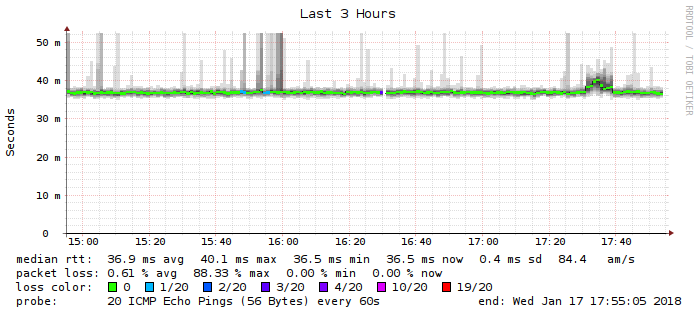 Last 3 Hours
RRDTOOL / TOBI OETIKER
Seconds
50 m
40 m
30 m
20 m
10 m
0
15:00 15:20 15:40 16:00 16:20 16:40 17:00 17:20 17:40
median rtt: 36.9 ms avg 40.1 ms max 36.5 ms min 36.5 ms now 0.4 ms sd 84.4 am/s
packet loss: 0.61 % avg 88.33 % max 0.00 % min 0.00 % now
loss color: 0 1/20 2/20 3/20 4/20 10/20 19/20
probe: 20 ICMP Echo Pings (56 Bytes) every 60s end: Wed Jan 17 17:55:05 2018